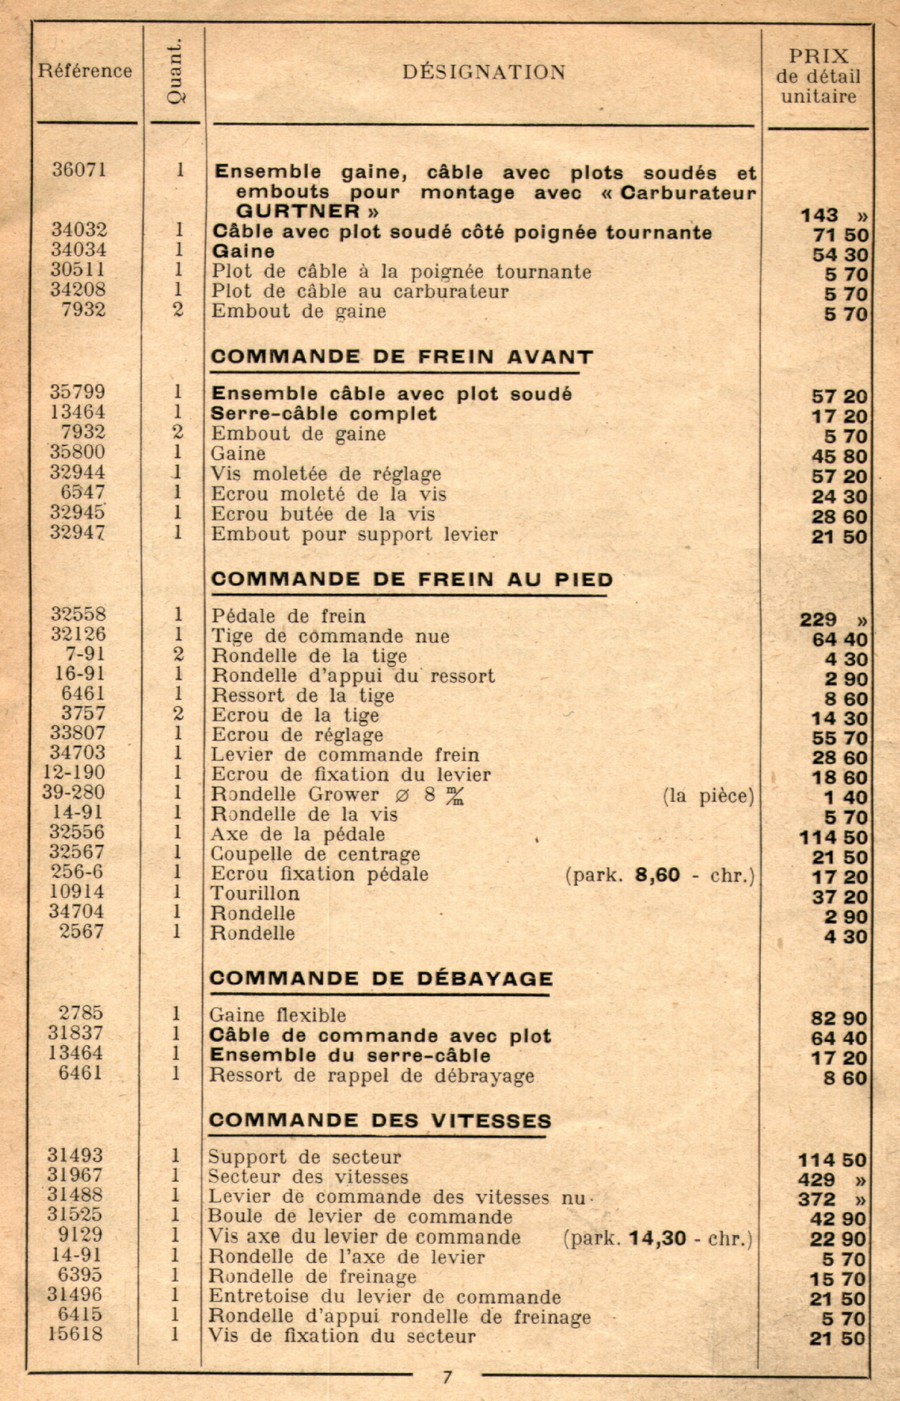 Référence Quant. DÉSIGNATION PRIX
de détail
unitaire
36071 1 Ensemble gaine, câble avec plots soudés et
embouts pour montage avec « Carburateur
GURTNER » 143 »
34032 1 Câble avec plot soudé côté poignée tournante 71 50
34034 1 Gaine 54 30
30511 1 Plot de câble à la poignée tournante 5 70
34208 1 Plot de câble au carburateur 5 70
7932 2 Embout de gaine 5 70
COMMANDE DE FREIN AVANT
35799 1 Ensemble câble avec plot soudé 57 20
13464 1 Serre-câble complet 17 20
7932 2 Embout de gaine 5 70
35800 1 Gaine 45 80
32944 1 Vis moletée de réglage 57 20
6547 1 Ecrou moleté de la vis 24 30
32945 1 Ecrou butée de la vis 28 60
32947 1 Embout pour support levier 21 50
COMMANDE DE FREIN AU PIED
32558 1 Pédale de frein 229 »
32126 1 Tige de commande nue 64 40
7-91 2 Rondelle de la tige 4 30
16-91 1 Rondelle d'appui du ressort 2 90
6461 1 Ressort de la tige 8 60
3757 2 Ecrou de la tige 14 30
33807 1 Ecrou de réglage 55 70
34703 1 Levier de commande frein 28 60
12-190 1 Ecrou de fixation du levier 18 60
39-280 1 Rondelle Grower ∅ 8 m/m (la pièce) 1 40
14-91 1 Rondelle de la vis 5 70
32556 1 Axe de la pédale 114 50
32567 1 Coupelle de centrage 21 50
256-6 1 Ecrou fixation pédale (park. 8,60 - chr.) 17 20
10914 1 Tourillon 37 20
34704 1 Rondelle 2 90
2567 1 Rondelle 4 30
COMMANDE DE DÉBAYAGE
2785 1 Gaine flexible 82 90
31837 1 Câble de commande avec plot 64 40
13464 1 Ensemble du serre-câble 17 20
6461 1 Ressort de rappel de débrayage 8 60
COMMANDE DES VITESSES
31493 1 Support de secteur 114 50
31967 1 Secteur des vitesses 429 »
31488 1 Levier de commande des vitesses nu 372 »
31525 1 Boule de levier de commande 42 90
9129 1 Vis axe du levier de commande (park. 14,30 - chr.) 22 90
14-91 1 Rondelle de l'axe de levier 5 70
6395 1 Rondelle de freinage 15 70
31496 1 Entretoise du levier de commande 21 50
6415 1 Rondelle d'appui rondelle de freinage 5 70
15618 1 Vis de fixation du secteur 21 50
7